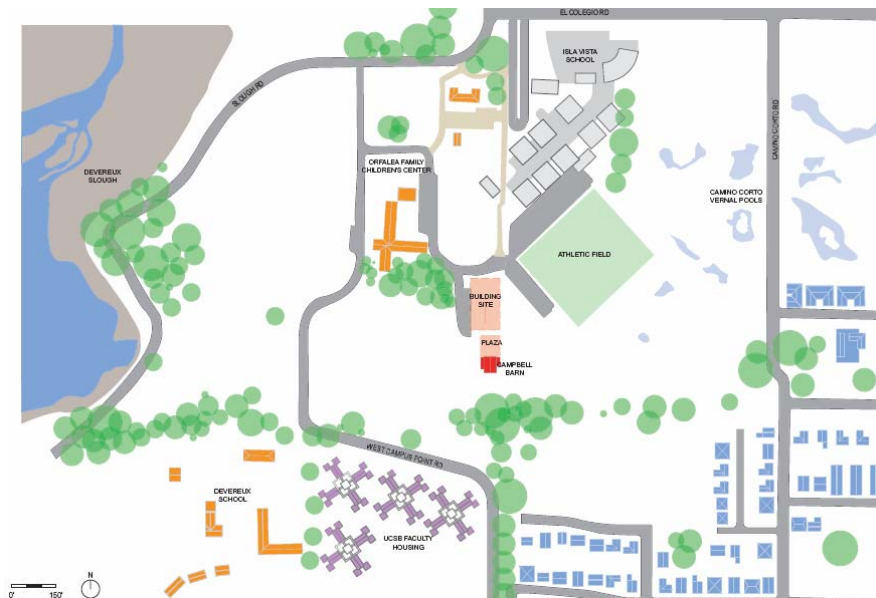 EL COLEGIO RD
ISLA VISTA
SCHOOL
SLOUGH RD
CAMINO CORTO RD
ORFALEA FAMILY
CHILDREN'S CENTER
DEVEREUX
SLOUGH
CAMINO CORTO
VERNAL POOLS
ATHLETIC FIELD
BUILDING
SITE
PLAZA
CAMPBELL
BARN
WEST CAMPUS POINT RD
DEVEREUX
SCHOOL
UCSB FACULTY
HOUSING
N
0' 150'